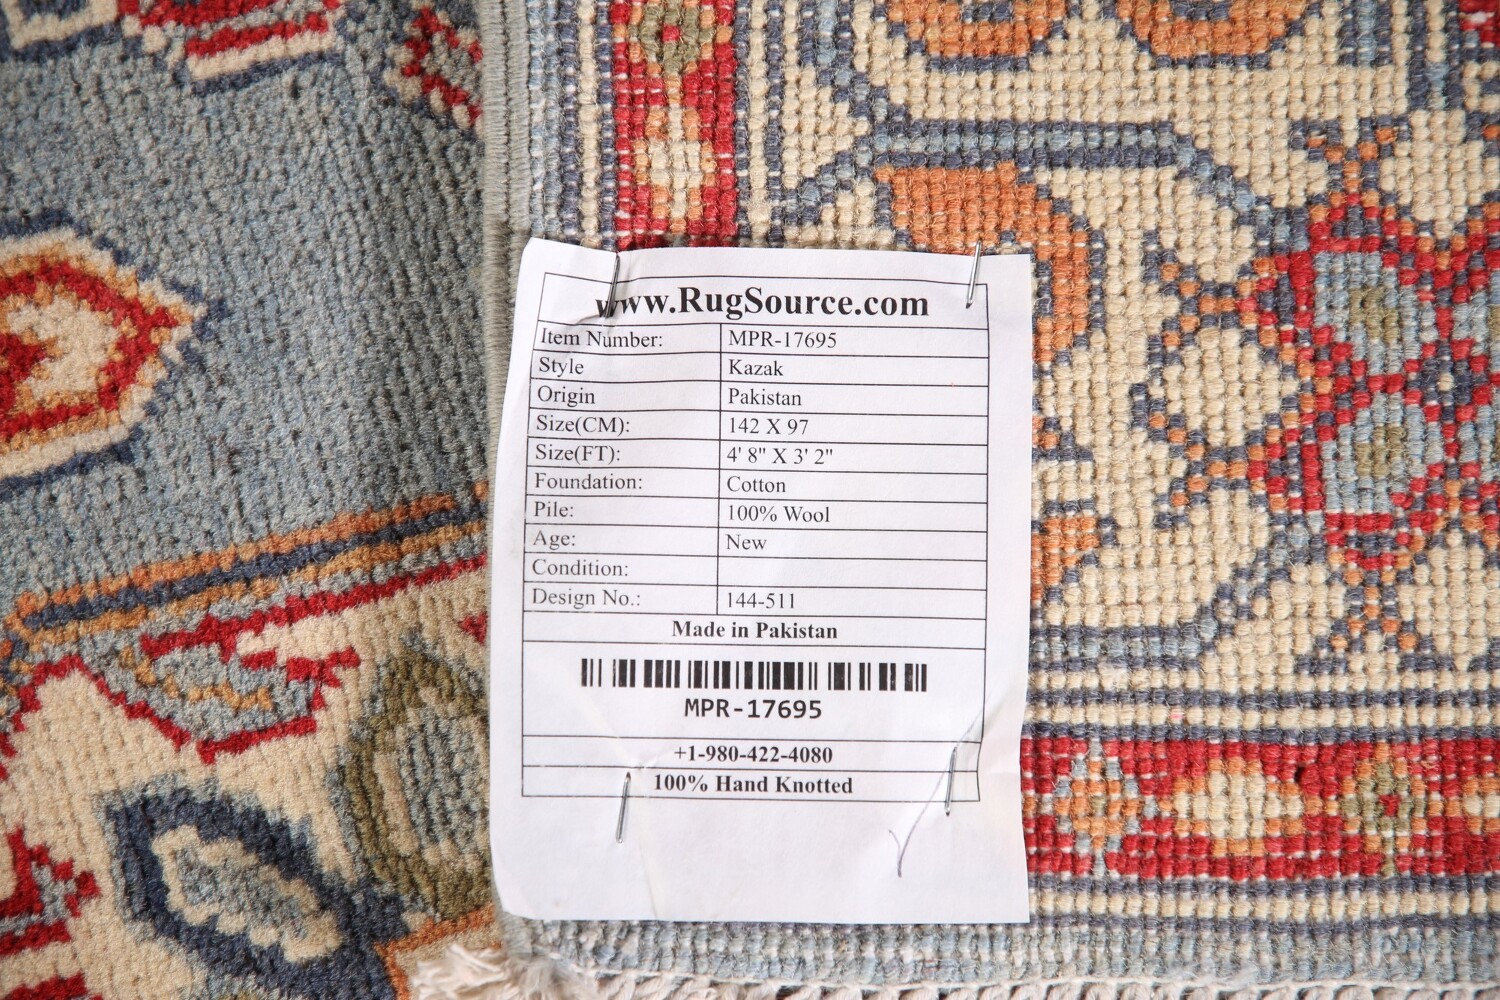 www.RugSource.com
Item Number: MPR-17695
Style Kazak
Origin Pakistan
Size(CM): 142 X 97
Size(FT): 4' 8" X 3' 2"
Foundation: Cotton
Pile: 100% Wool
Age: New
Condition:
Design No.: 144-511
Made in Pakistan
MPR-17695
+1-980-422-4080
100% Hand Knotted